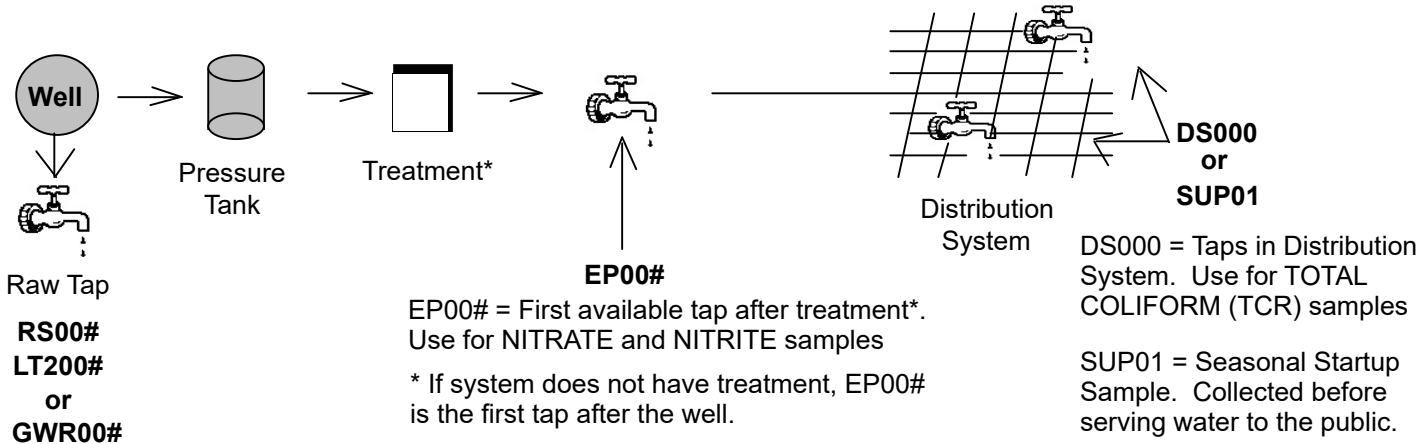 Well
Raw Tap
RS00#
LT200#
or
GWR00#
Pressure
Tank
Treatment*
EP00#
EP00# = First available tap after treatment*.
Use for NITRATE and NITRITE samples
* If system does not have treatment, EP00#
is the first tap after the well.
Distribution
System
DS000
or
SUP01
DS000 = Taps in Distribution
System. Use for TOTAL
COLIFORM (TCR) samples
SUP01 = Seasonal Startup
Sample. Collected before
serving water to the public.